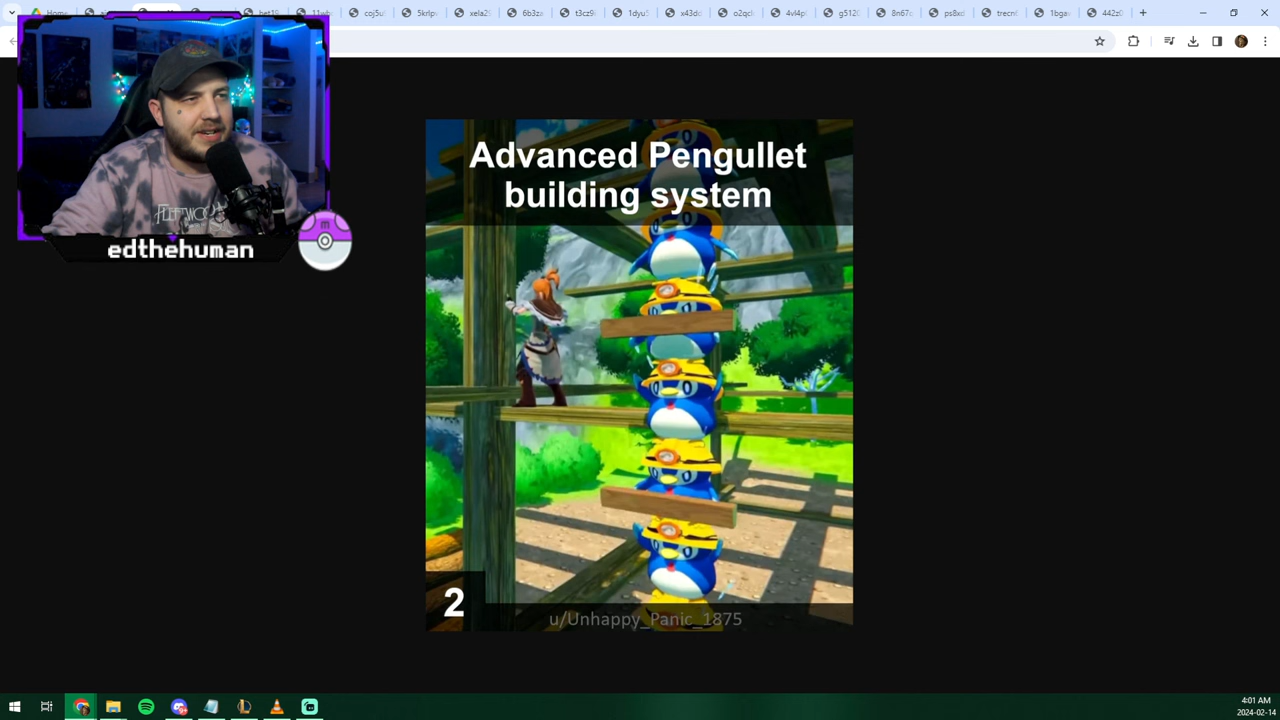 edthehuman
m
Advanced Pengullet
building system
2
u/Unhappy_Panic_1875
4:01 AM
2024-02-14